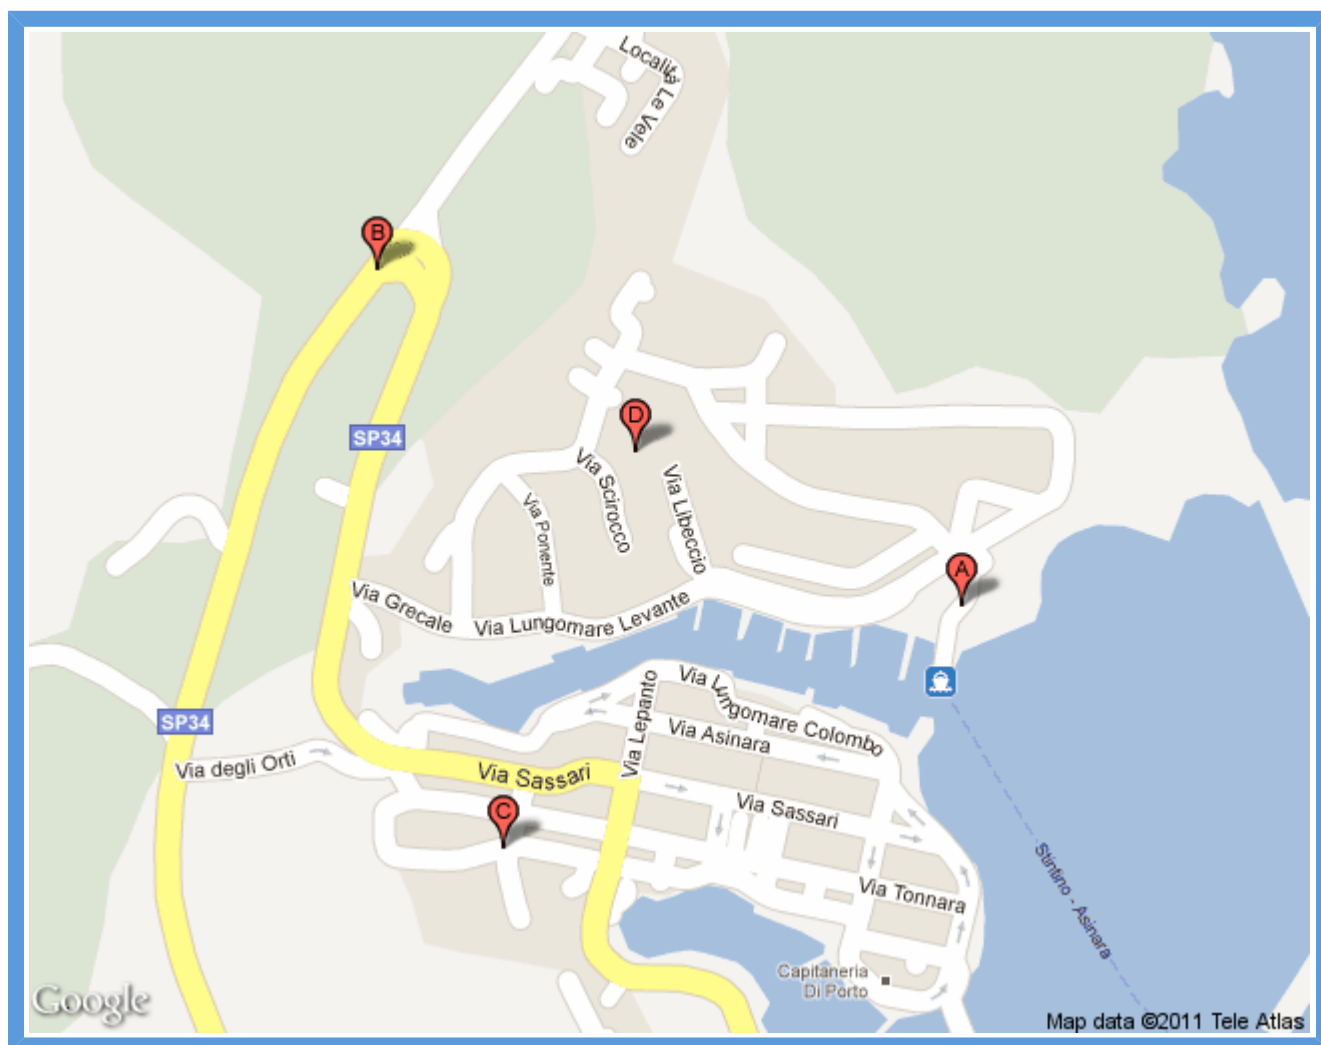 Località Le Vele
B
D
SP34
Via Scirocco
Via Libeccio
Via Ponente
A
Via Grecale
Via Lungomare Levante
Via Lepanto
Via Lungomare Colombo
SP34
Via Asinara
Via degli Orti
Via Sassari
Via Sassari
C
Via Tonnara
Stintino - Asinara
Capitaneria
Di Porto
Google
Map data ©2011 Tele Atlas